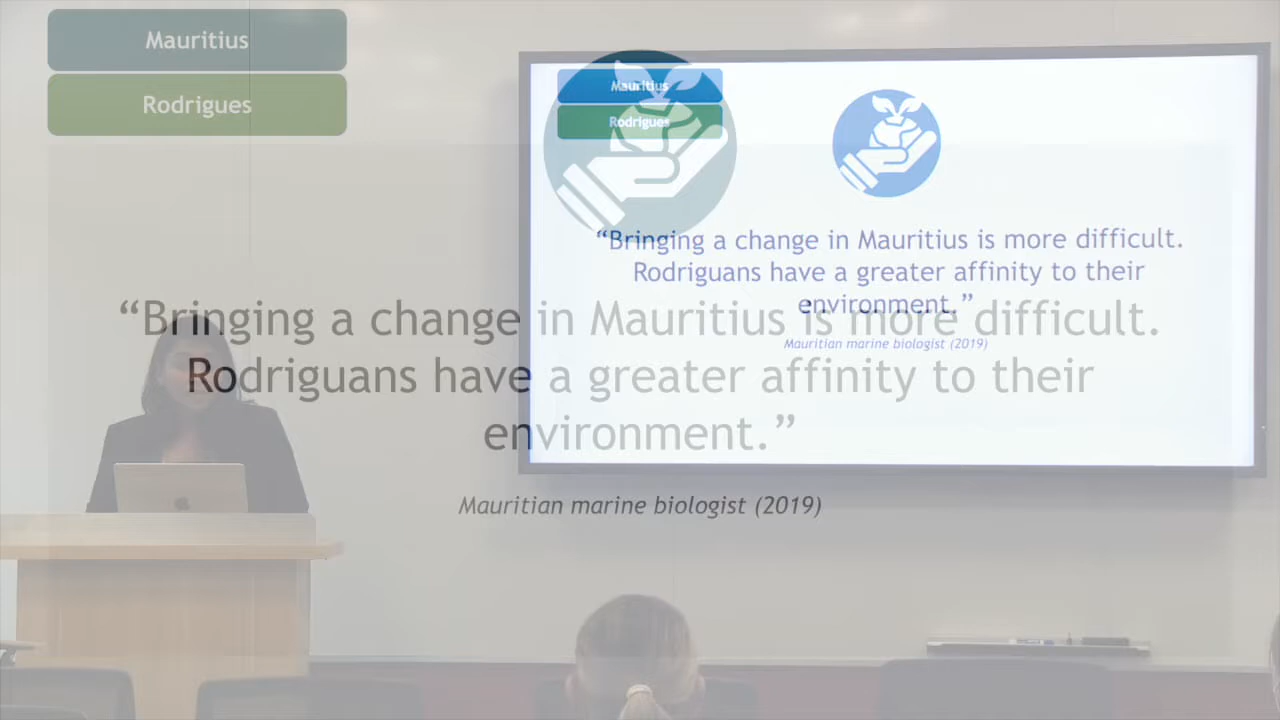 Mauritius
Rodrigues
“Bringing a change in Mauritius is more difficult.
Rodriguans have a greater affinity to their
environment.”
Mauritian marine biologist (2019)
Mauritius
Rodrigues
“Bringing a change in Mauritius is more difficult.
Rodriguans have a greater affinity to their
environment.”
Mauritian marine biologist (2019)